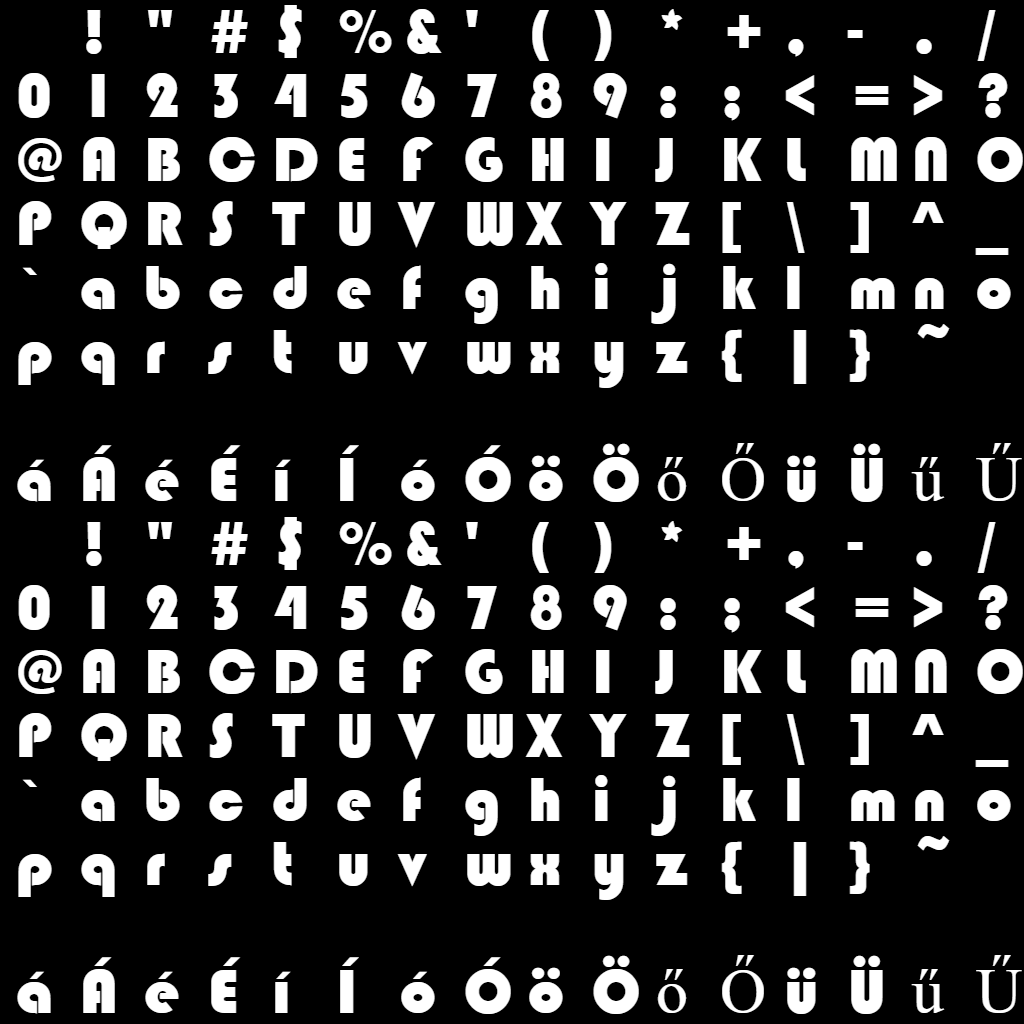 ! " # $ % & ' ( ) * + , - . /
0 1 2 3 4 5 6 7 8 9 : ; < = > ?
@ A B C D E F G H I J K L M N O
P Q R S T U V W X Y Z [ \ ] ^ _
` a b c d e f g h i j k l m n o
p q r s t u v w x y z { | } ~
á Á é É í Í ó Ó ö Ö ő Ő ü Ü ű Ű
! " # $ % & ' ( ) * + , - . /
0 1 2 3 4 5 6 7 8 9 : ; < = > ?
@ A B C D E F G H I J K L M N O
P Q R S T U V W X Y Z [ \ ] ^ _
` a b c d e f g h i j k l m n o
p q r s t u v w x y z { | } ~
á Á é É í Í ó Ó ö Ö ő Ő ü Ü ű Ű